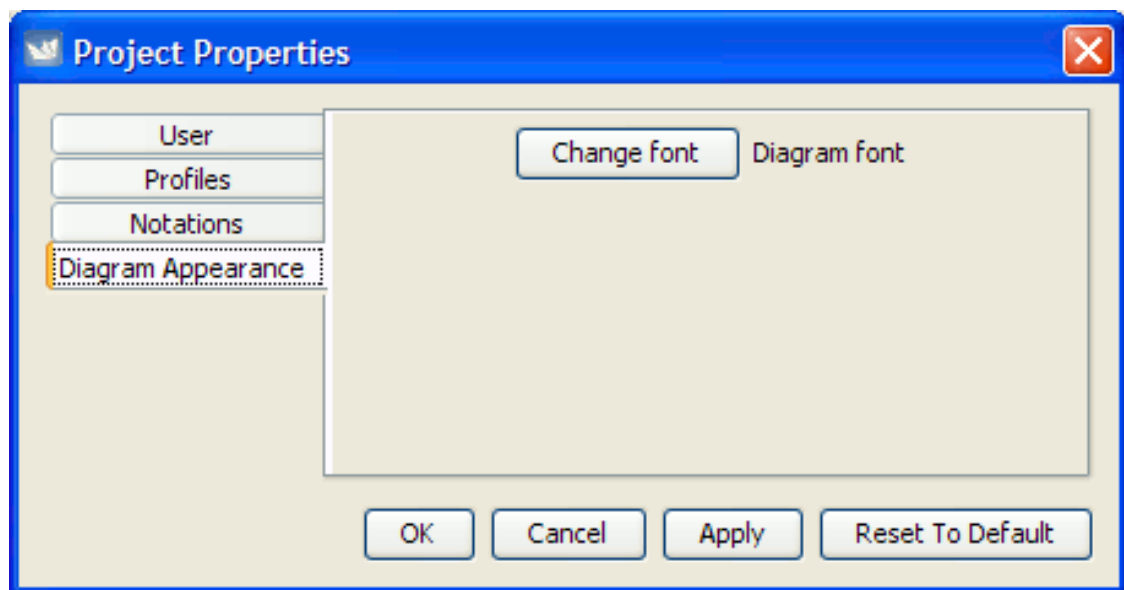 Project Properties
User
Profiles
Notations
Diagram Appearance
Change font Diagram font
OK Cancel Apply Reset To Default